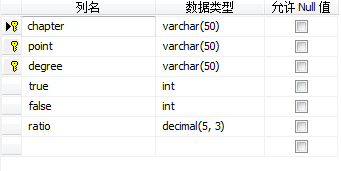 列名 数据类型 允许 Null 值
chapter varchar(50)
point varchar(50)
degree varchar(50)
true int
false int
ratio decimal(5, 3)